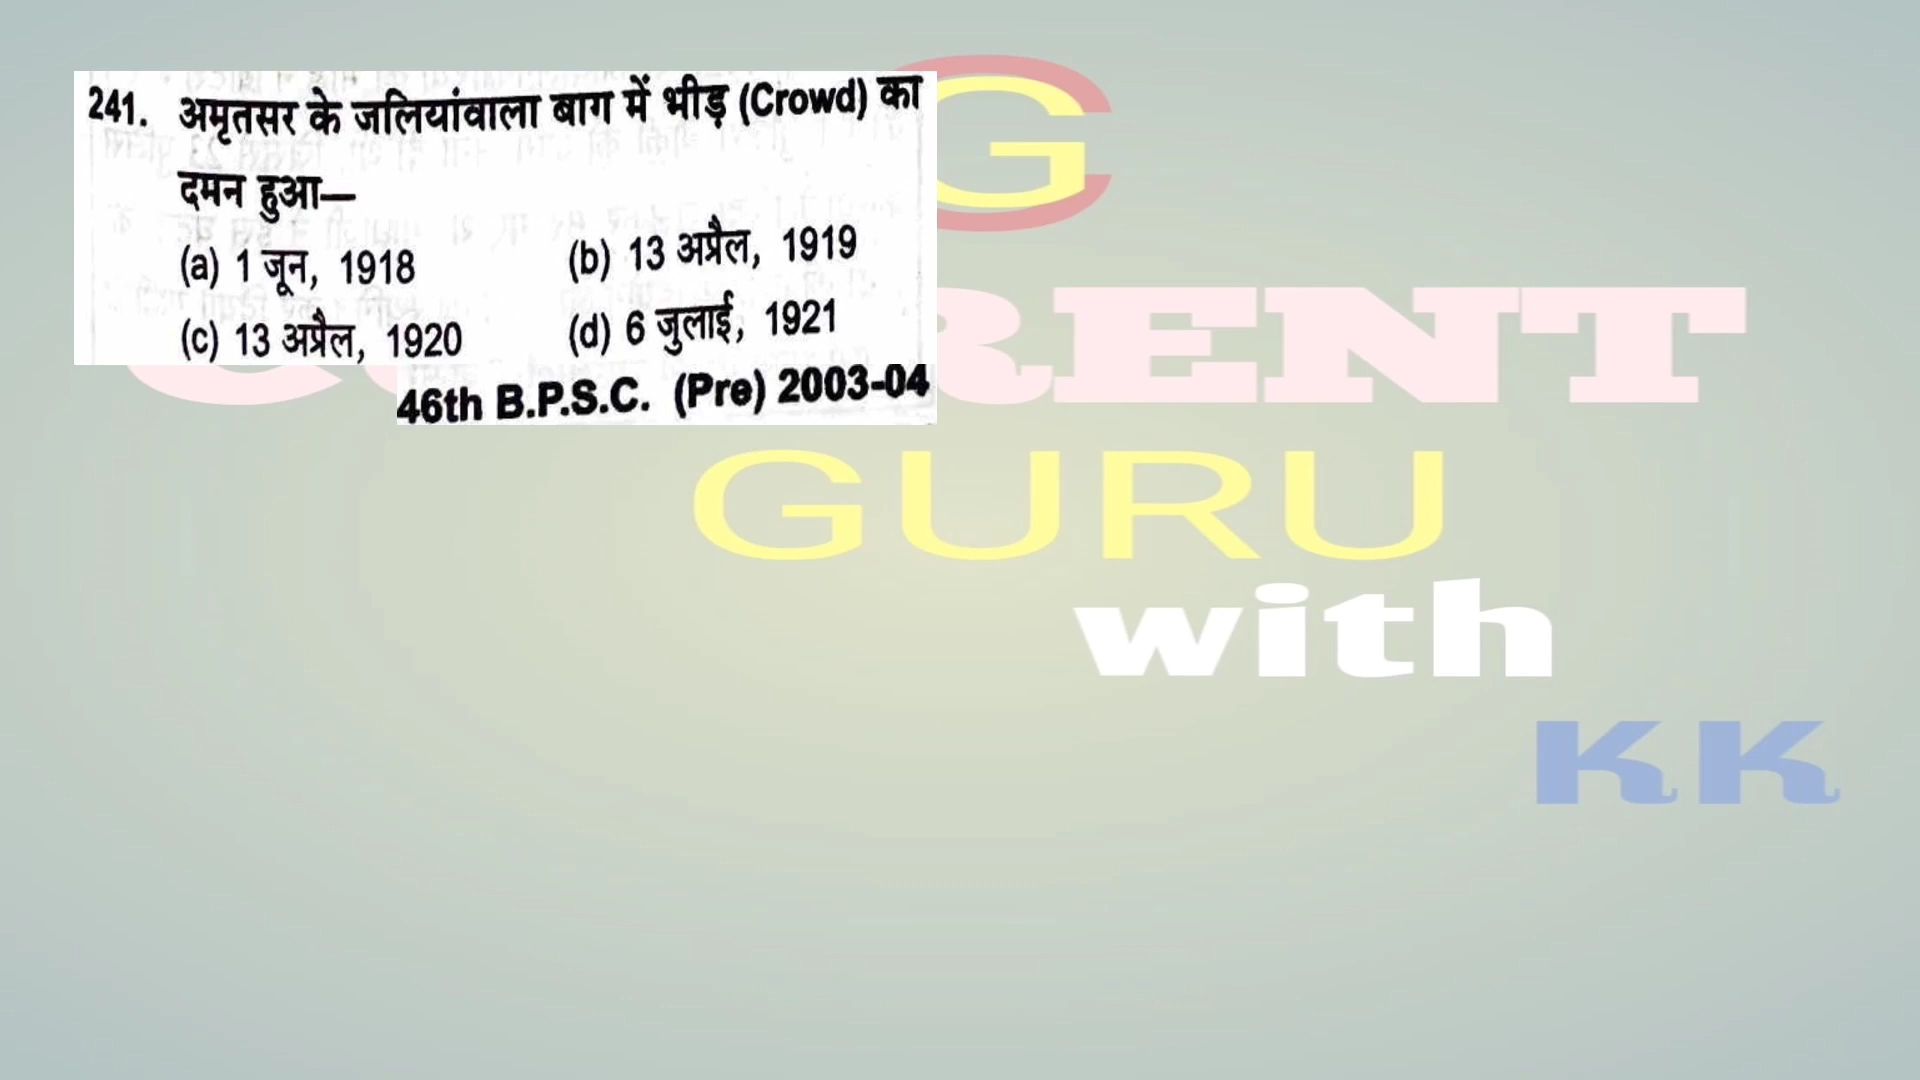 241. अमृतसर के जलियांवाला बाग में भीड़ (Crowd) का
दमन हुआ—
(a) 1 जून, 1918 (b) 13 अप्रैल, 1919
(c) 13 अप्रैल, 1920 (d) 6 जुलाई, 1921
46th B.P.S.C. (Pre) 2003-04
G
RENT
GURU
with
KK